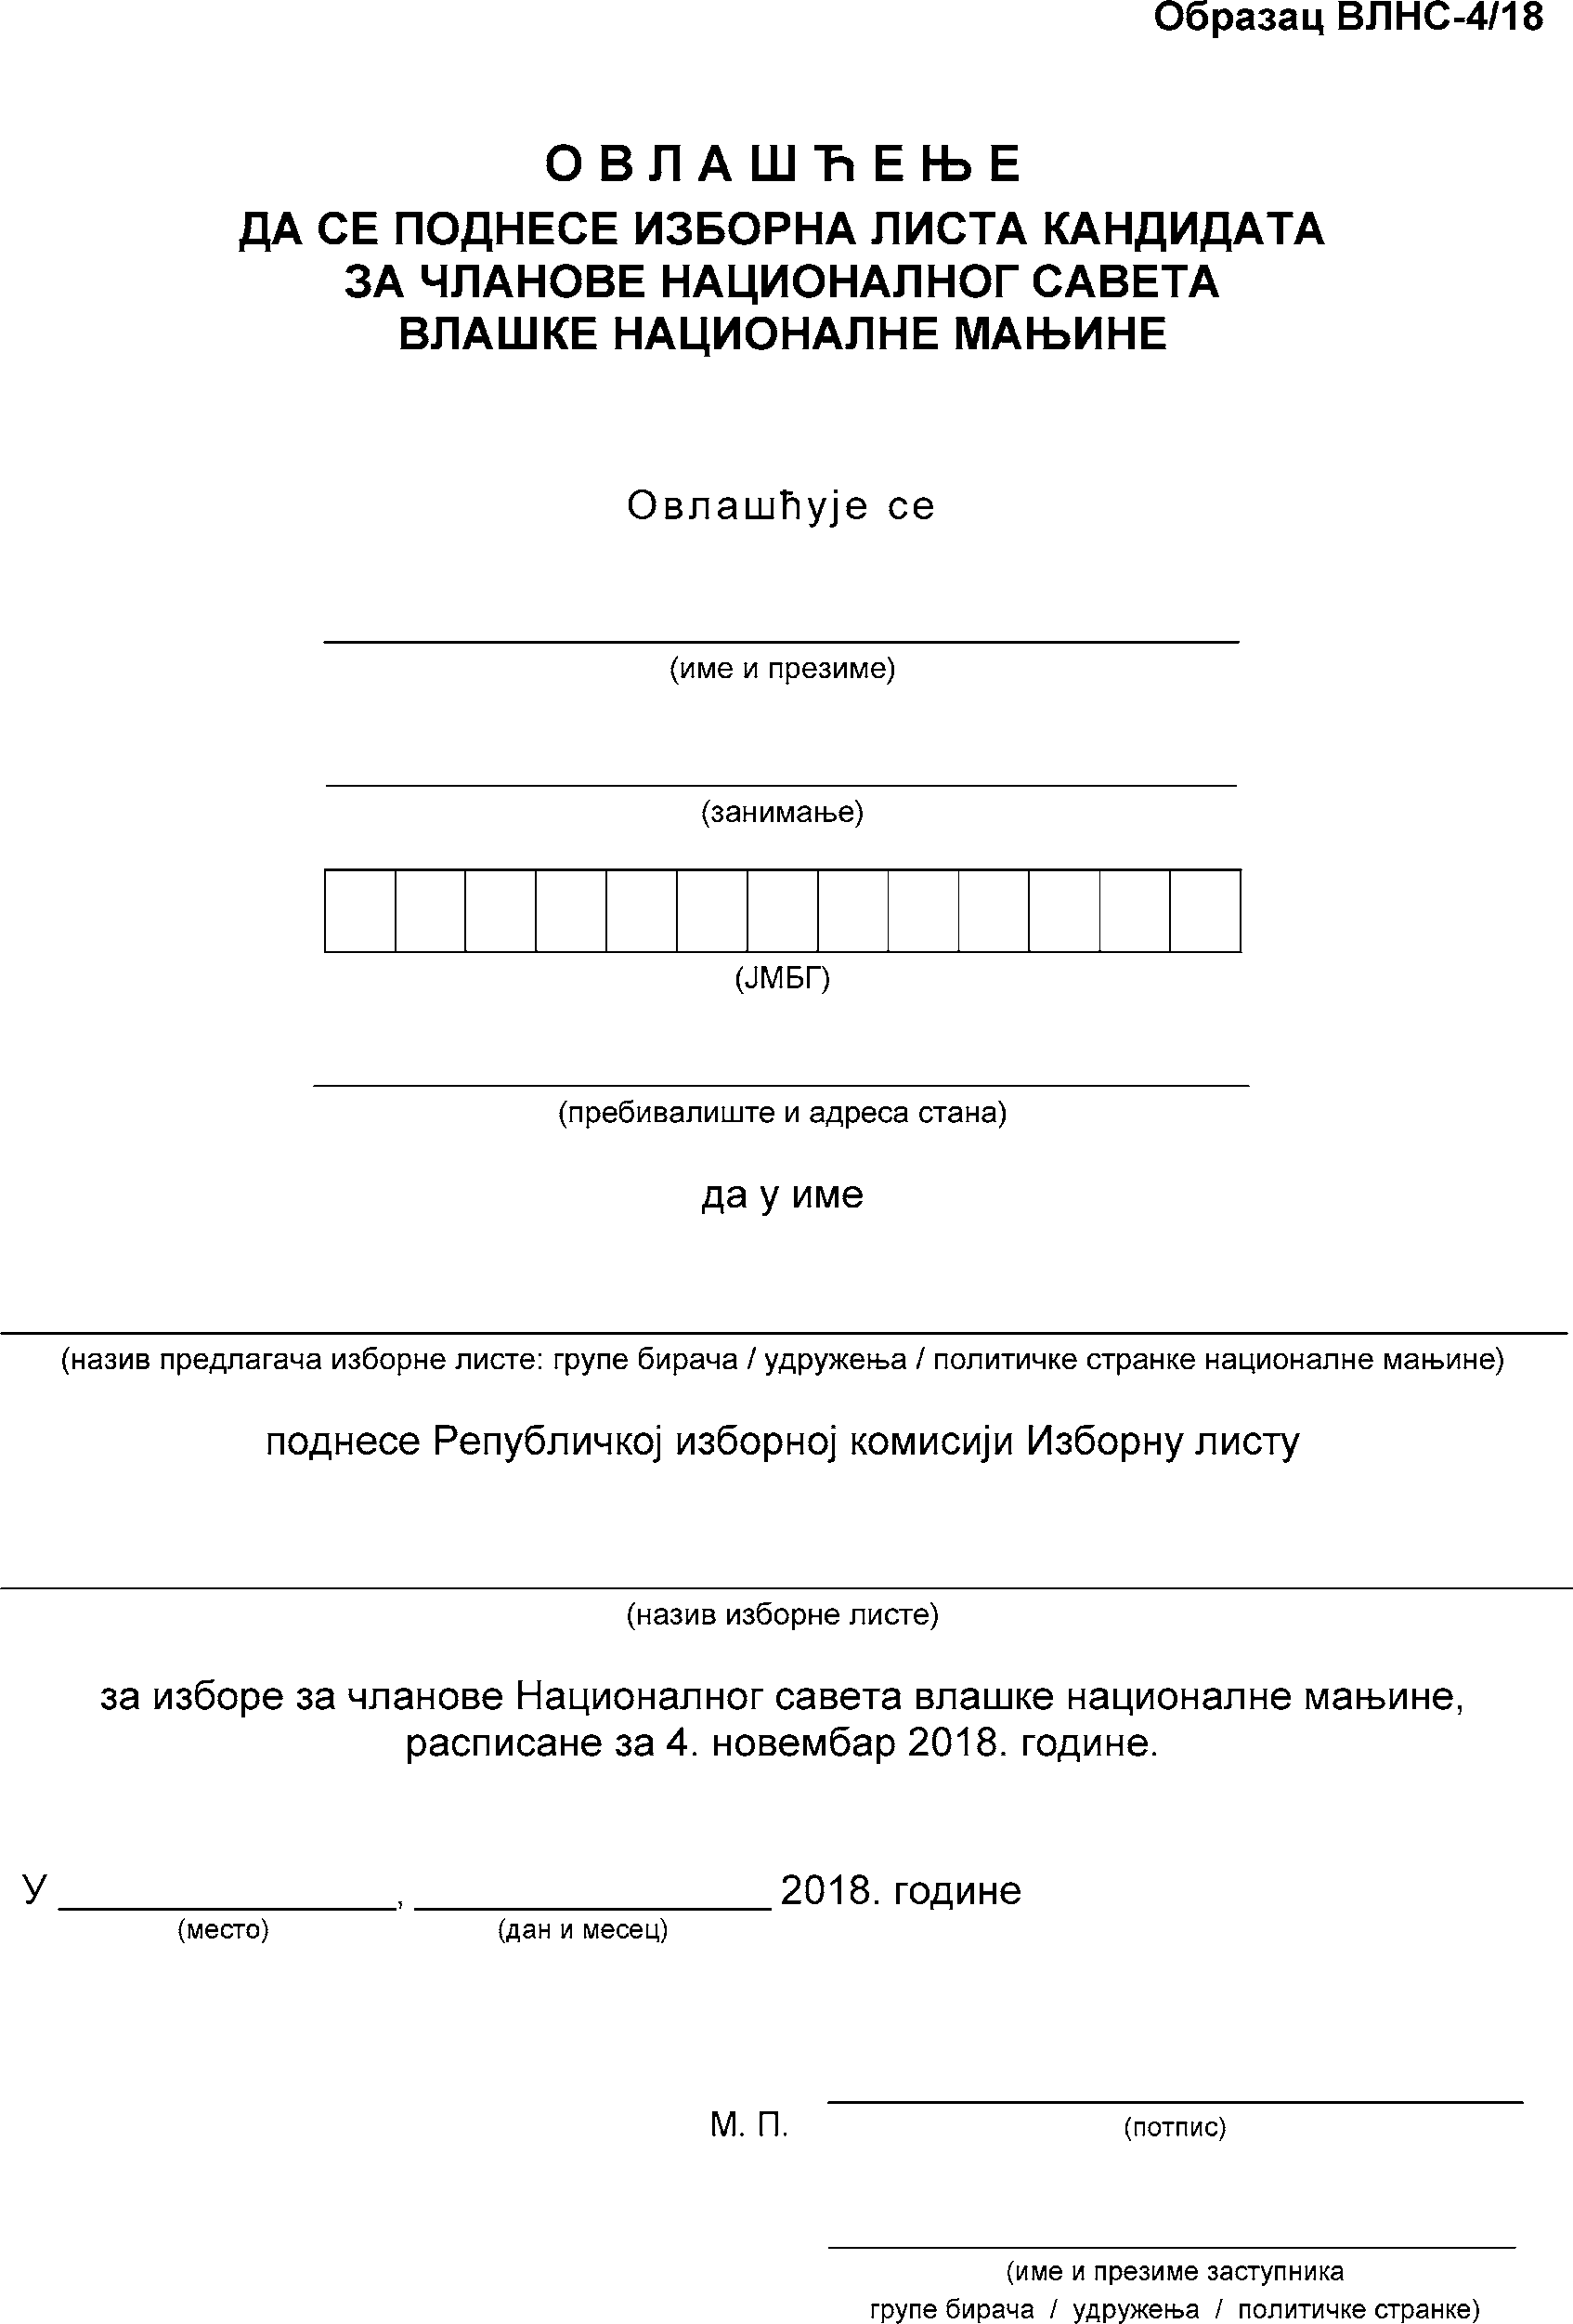 Образац ВЛНС-4/18
О В Л А Ш Ћ Е Њ Е
ДА СЕ ПОДНЕСЕ ИЗБОРНА ЛИСТА КАНДИДАТА
ЗА ЧЛАНОВЕ НАЦИОНАЛНОГ САВЕТА
ВЛАШКЕ НАЦИОНАЛНЕ МАЊИНЕ
Овлашћује се
(име и презиме)
(занимање)
(ЈМБГ)
(пребивалиште и адреса стана)
да у име
(назив предлагача изборне листе: групе бирача / удружења / политичке странке националне мањине)
поднесе Републичкој изборној комисији Изборну листу
(назив изборне листе)
за изборе за чланове Националног савета влашке националне мањине,
расписане за 4. новембар 2018. године.
У ________________, ________________ 2018. године
(место) (дан и месец)
М. П.
(потпис)
(име и презиме заступника
групе бирача / удружења / политичке странке)